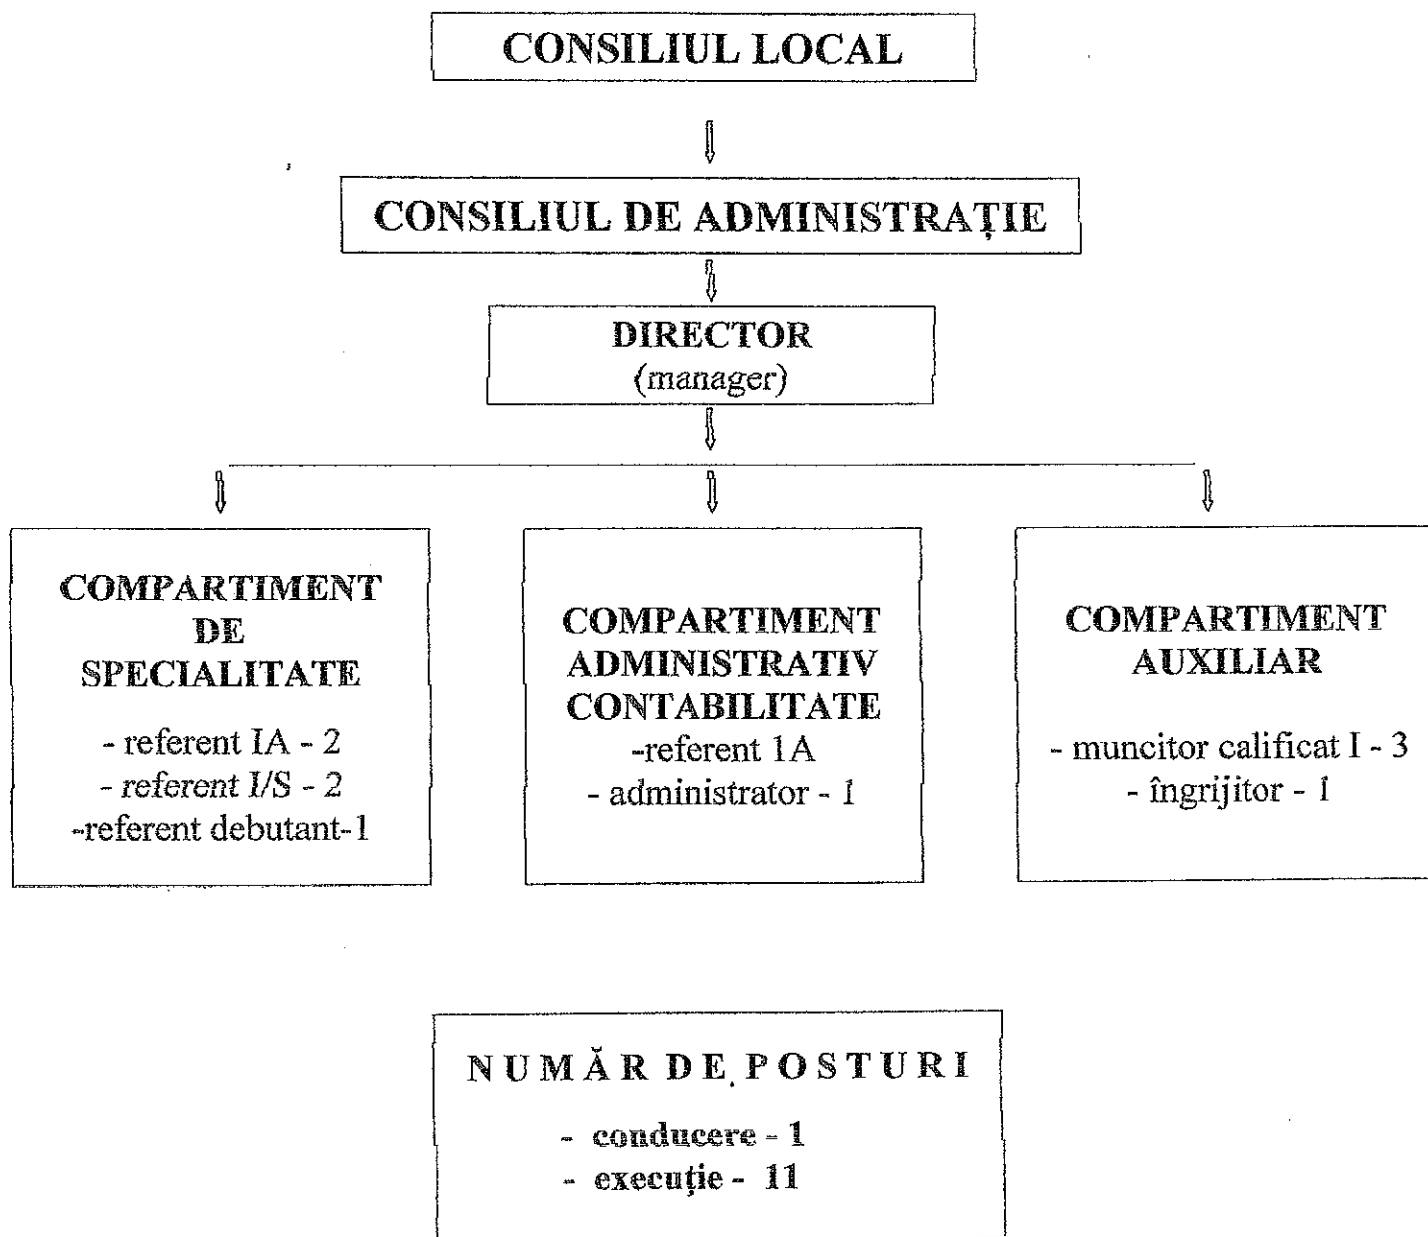 CONSILIUL LOCAL
CONSILIUL DE ADMINISTRAȚIE
DIRECTOR
(manager)
COMPARTIMENT
DE
SPECIALITATE
- referent IA - 2
- referent I/S - 2
-referent debutant-1
COMPARTIMENT
ADMINISTRATIV
CONTABILITATE
-referent 1A
- administrator - 1
COMPARTIMENT
AUXILIAR
- muncitor calificat I - 3
- îngrijitor - 1
NUMĂR DE POSTURI
- conducere - 1
- execuție - 11